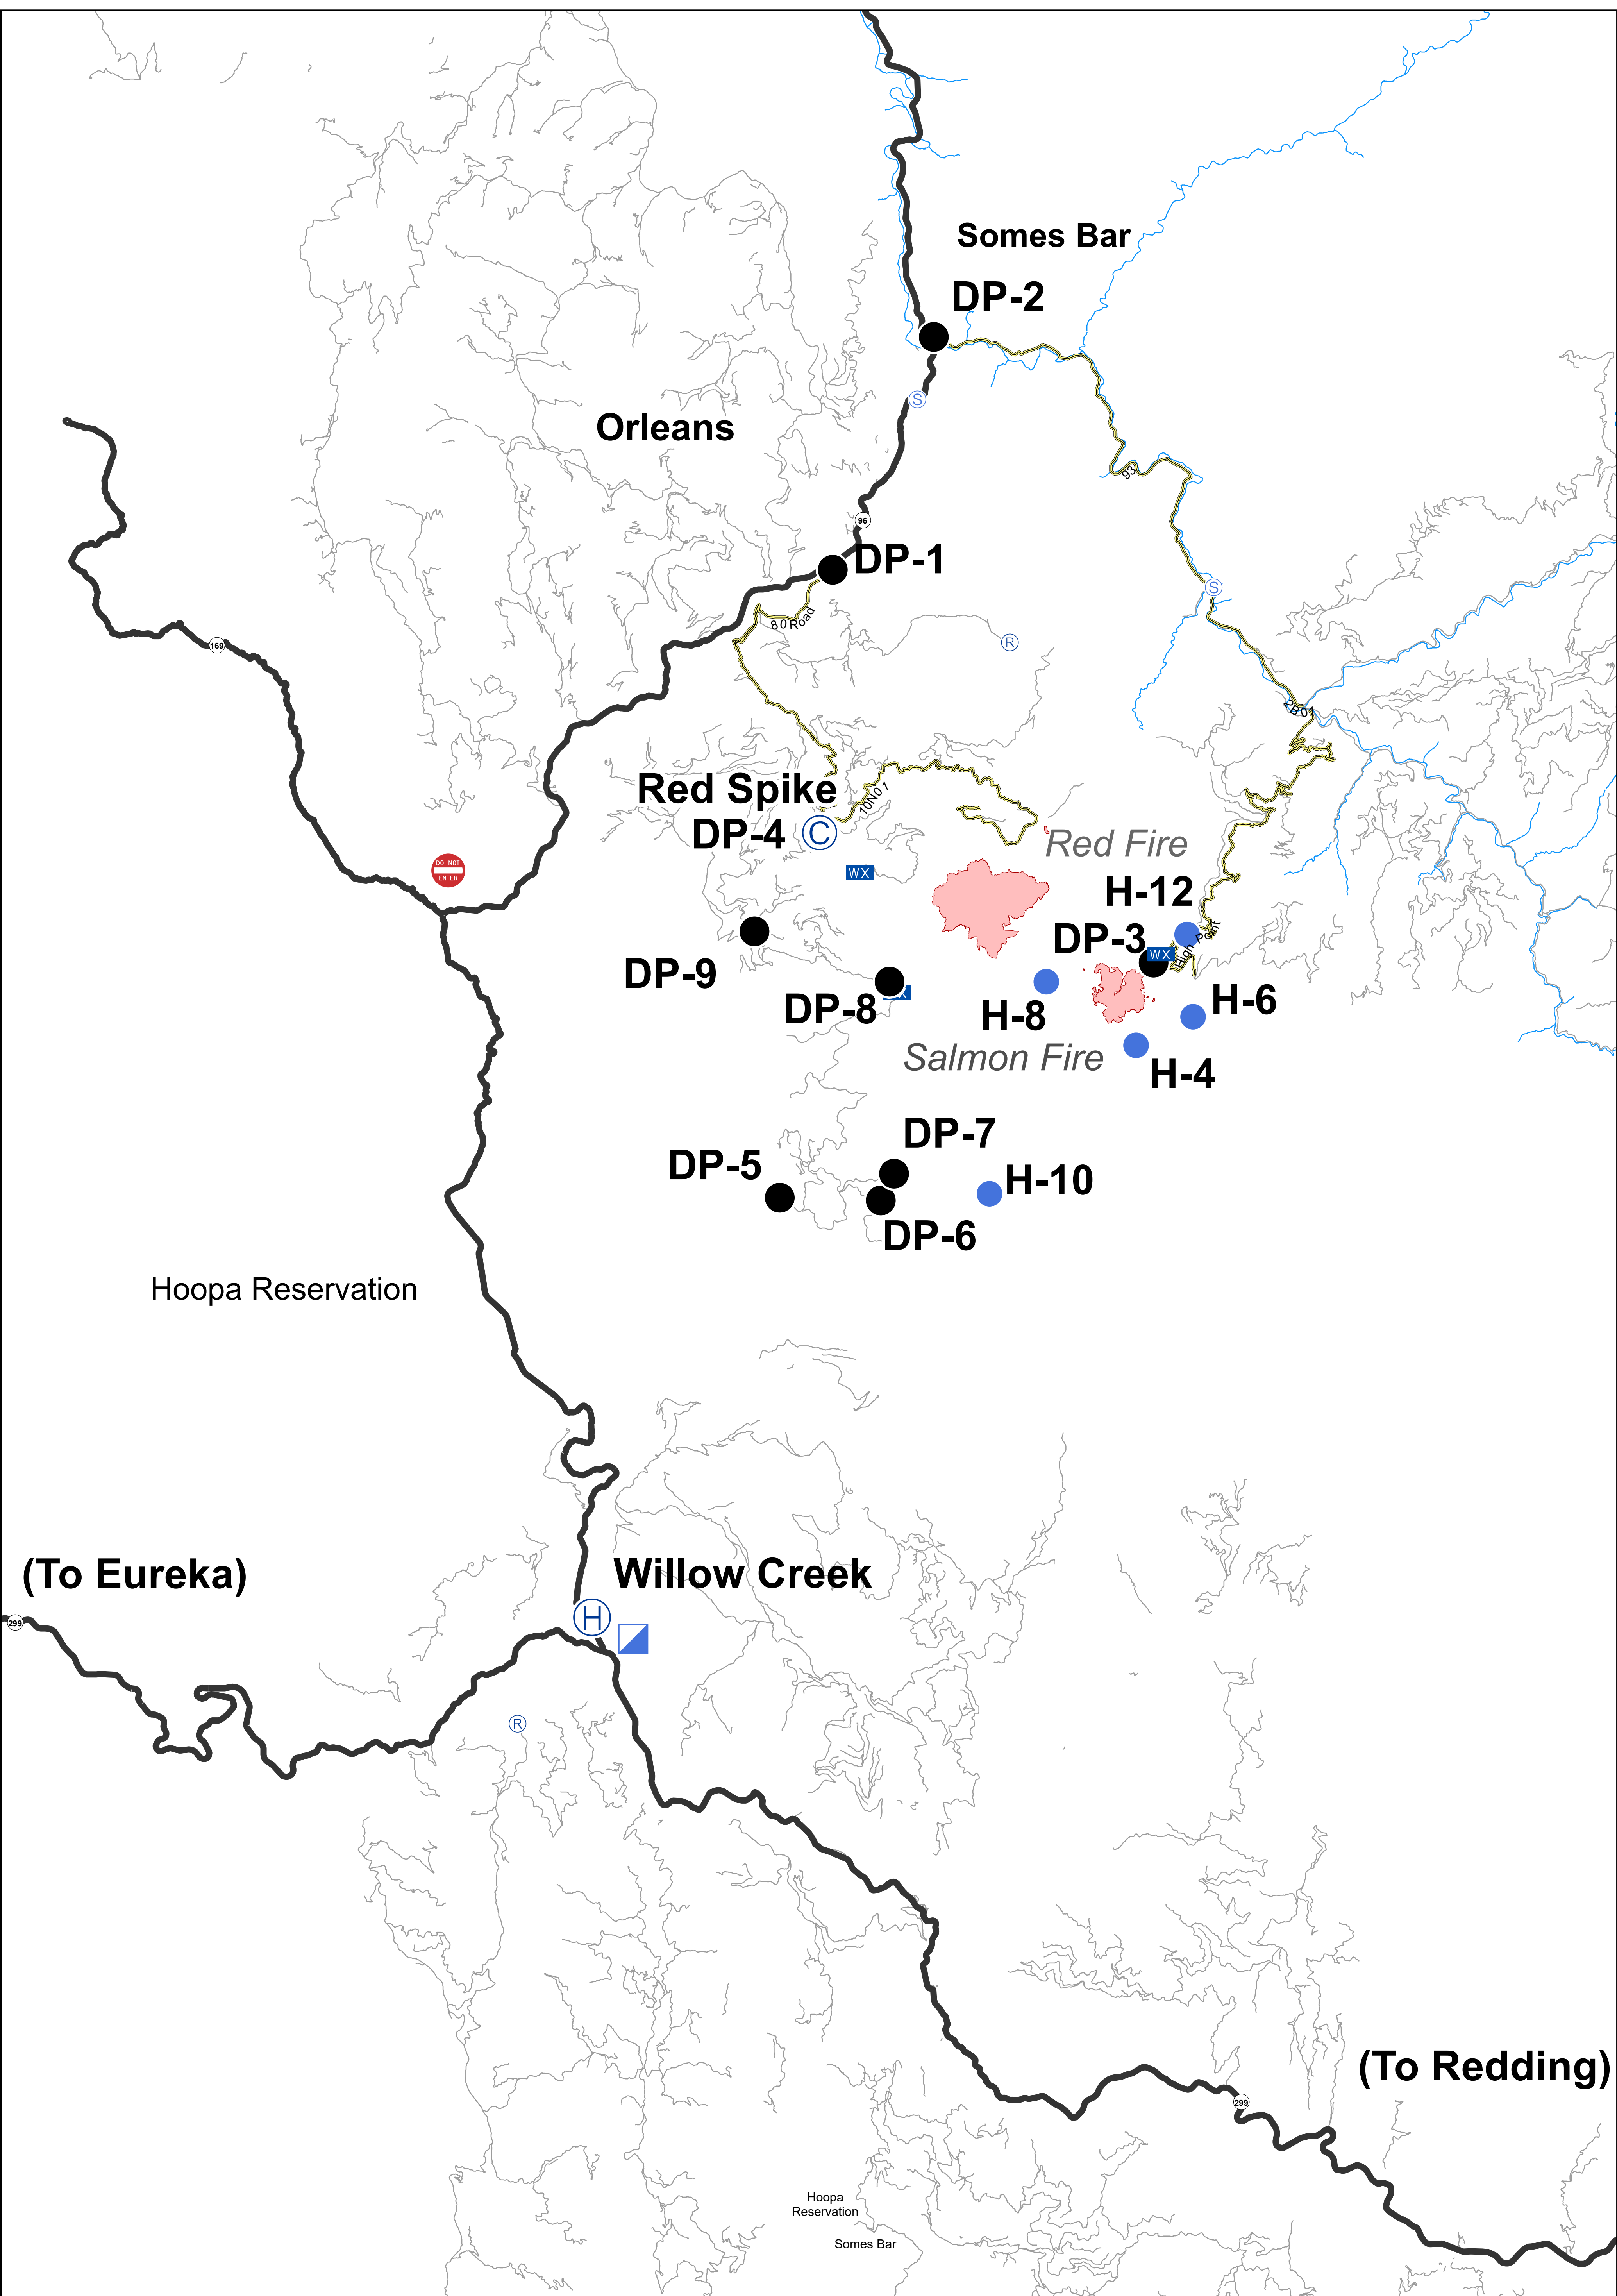 Somes Bar
DP-2
S
Orleans
93
96
DP-1
S
80 Road
169
R
2B01
Red Spike
10N01
DP-4
C
Red Fire
DO NOT
ENTER
WX
H-12
High Point
DP-3
WX
DP-9
DP-8
H-8
H-6
Salmon Fire
H-4
DP-7
DP-5
H-10
DP-6
Hoopa Reservation
(To Eureka)
Willow Creek
299
H
R
(To Redding)
299
Hoopa
Reservation
Somes Bar